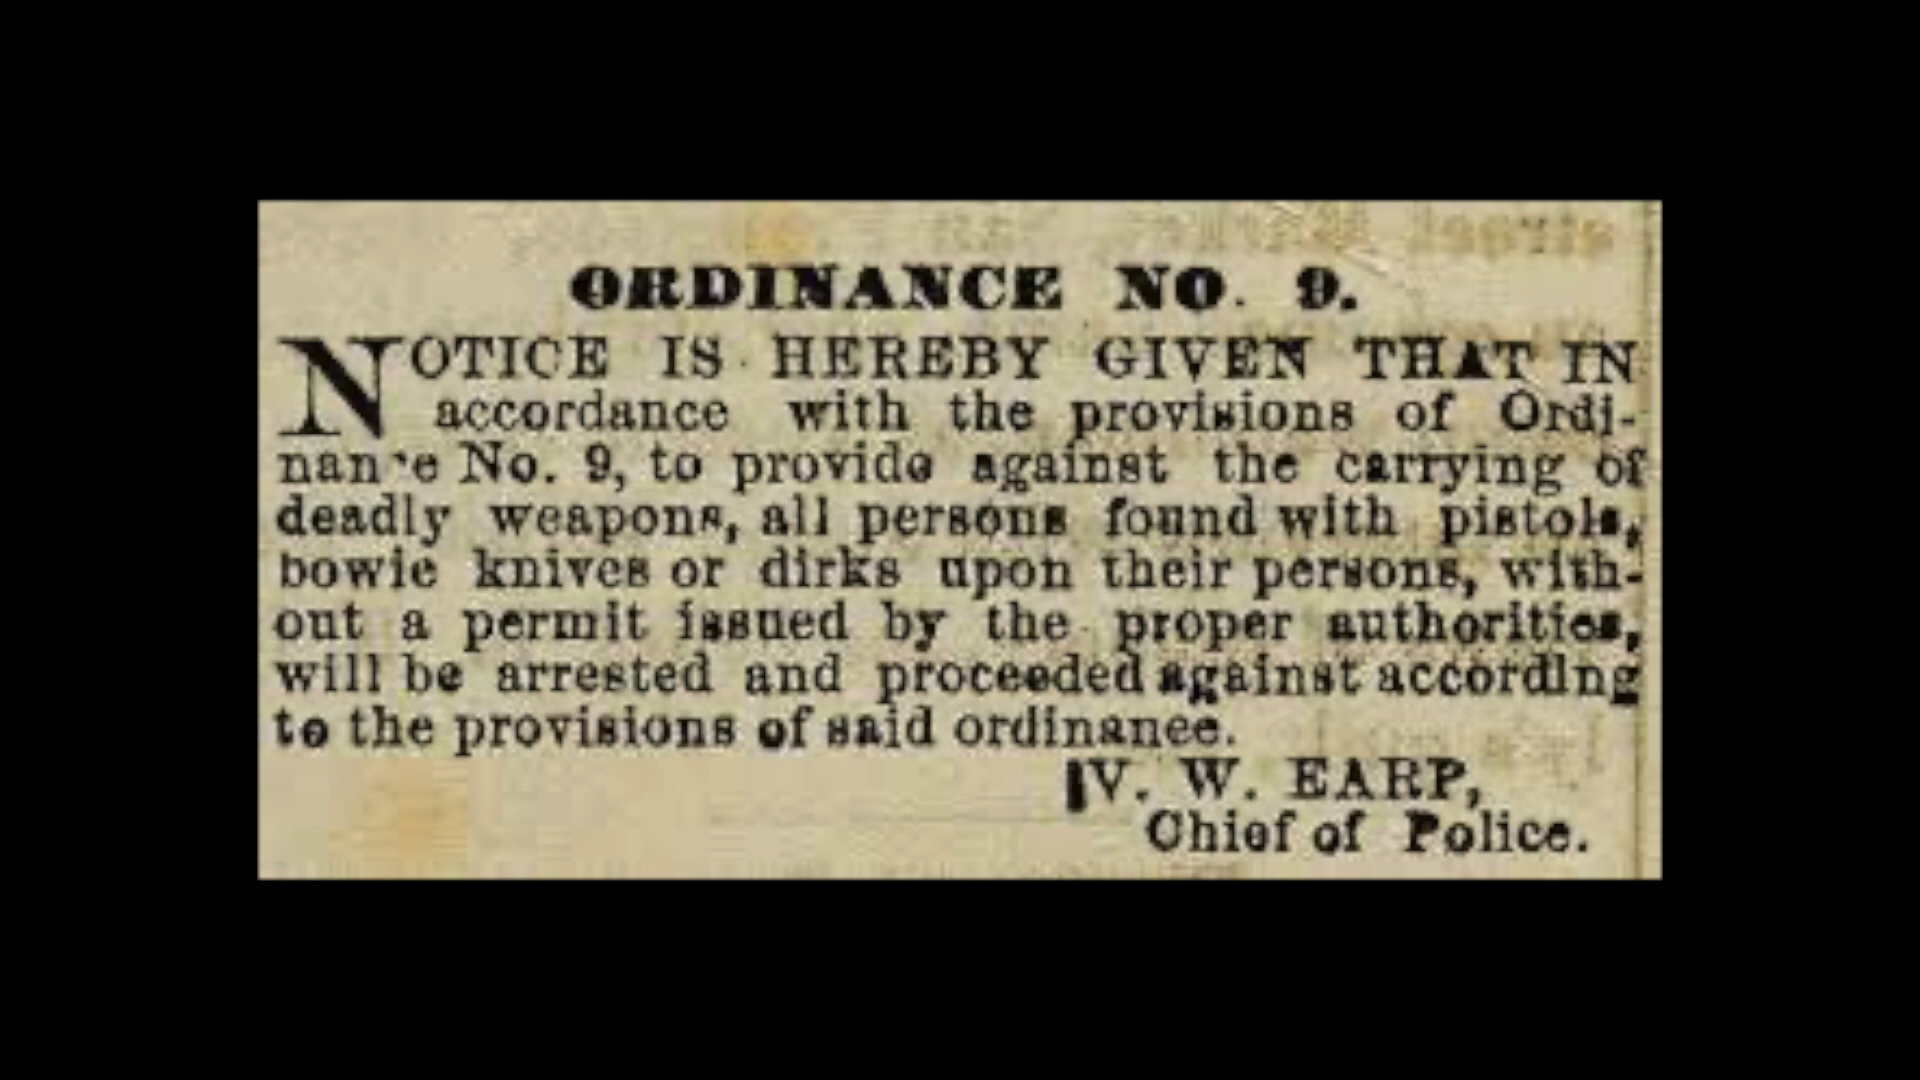 ORDINANCE NO. 9.
NOTICE IS HEREBY GIVEN THAT IN
accordance with the provisions of Ordi-
nance No. 9, to provide against the carrying of
deadly weapons, all persons found with pistols,
bowie knives or dirks upon their persons, with-
out a permit issued by the proper authorities,
will be arrested and proceeded against according
to the provisions of said ordinanee.
V. W. EARP,
Chief of Police.